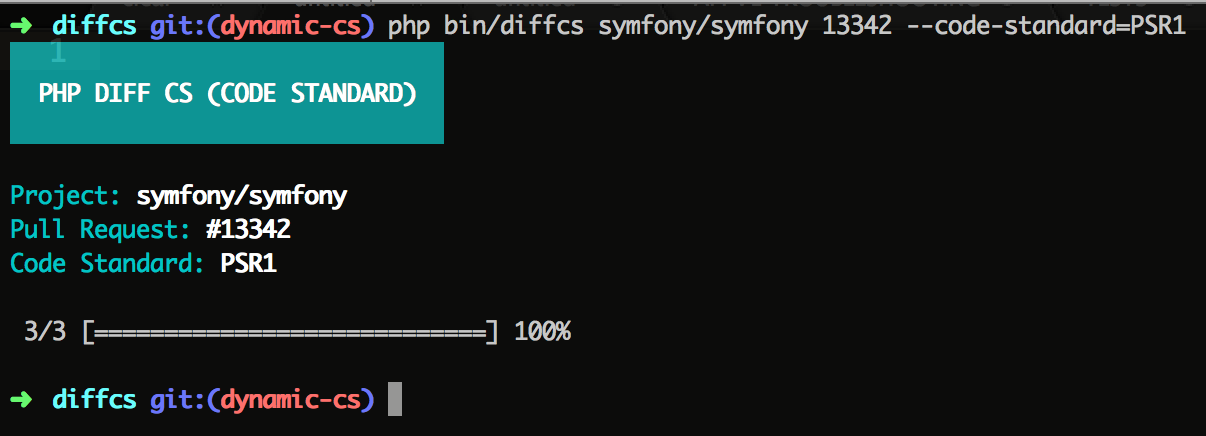 ➜ diffcs git:(dynamic-cs) php bin/diffcs symfony/symfony 13342 --code-standard=PSR1
1
PHP DIFF CS (CODE STANDARD)
Project: symfony/symfony
Pull Request: #13342
Code Standard: PSR1
3/3 [============================] 100%
➜ diffcs git:(dynamic-cs)